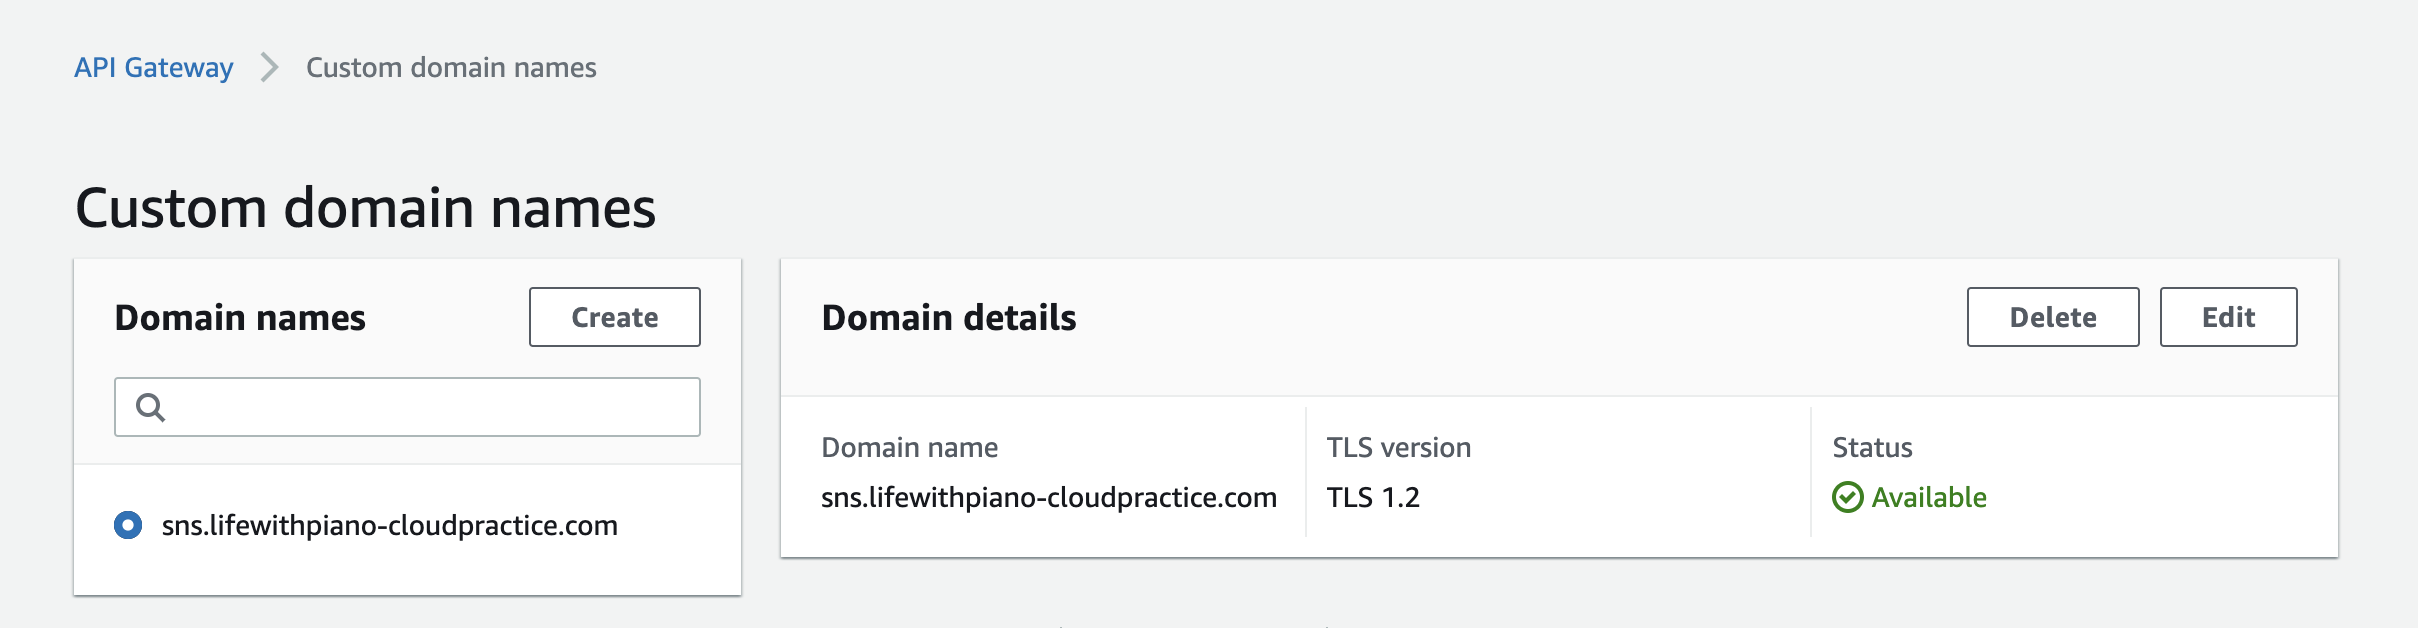 API Gateway
Custom domain names
Custom domain names
Domain names
Create
sns.lifewithpiano-cloudpractice.com
Domain details
Delete
Edit
Domain name
sns.lifewithpiano-cloudpractice.com
TLS version
TLS 1.2
Status
Available